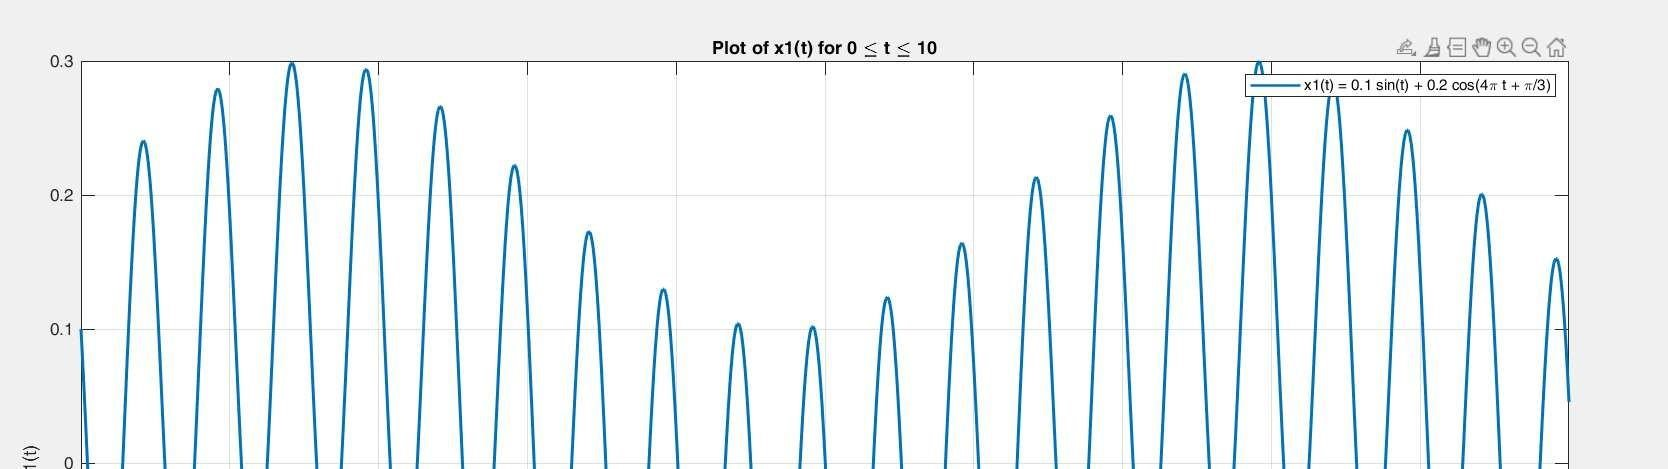 Plot of x1(t) for 0 ≤ t ≤ 10
x1(t) = 0.1 sin(t) + 0.2 cos(4π t + π/3)
0.3
0.2
0.1
0
1(t)